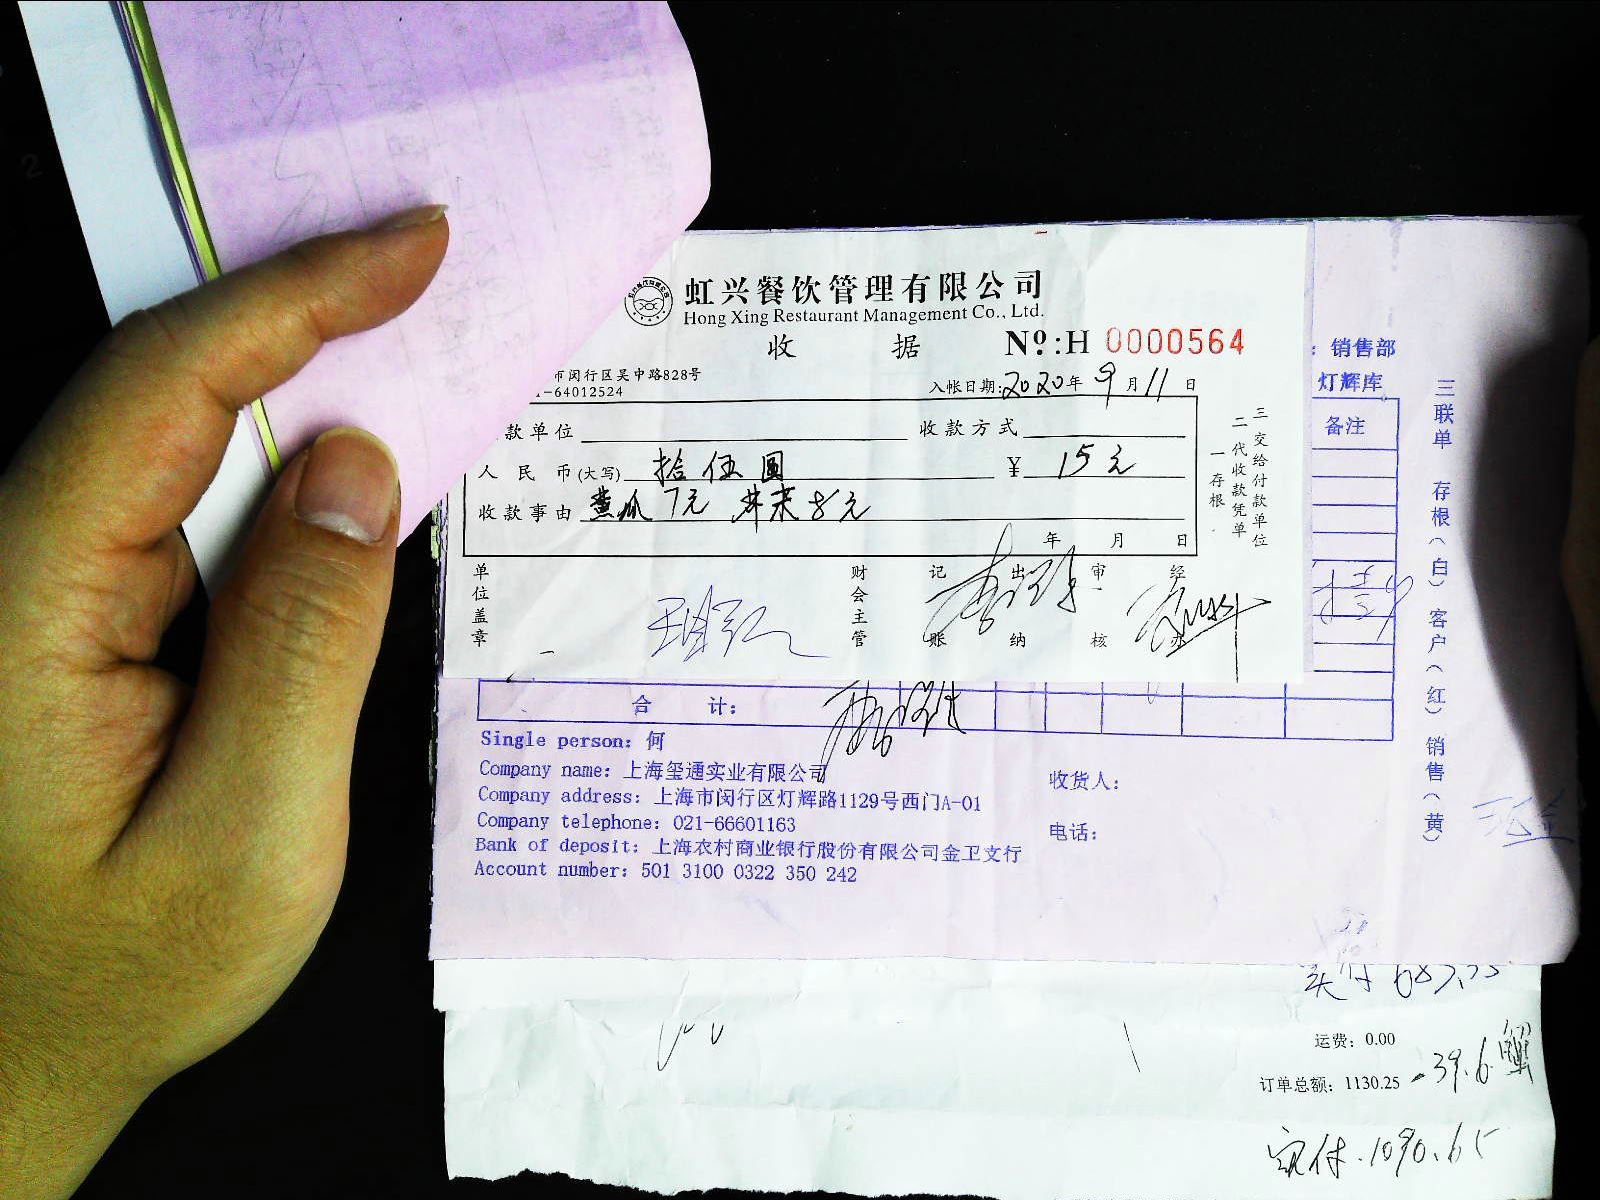 虹兴餐饮管理有限公司
Hong Xing Restaurant Management Co., Ltd.
收 据
Nº:H 0000564
市闵行区吴中路828号
1-64012524
入帐日期:2020年9月11日
款单位
收款方式
人民币(大写) 拾伍圆
¥ 15元
收款事由 黄瓜7元 井来8元
年 月 日
一存根
二代收款凭单
三交给付款单位
单位盖章
财会主管
记账
出纳
审核
经办
: 销售部
灯辉库
备注
三联单 存根(白)客户(红)销售(黄)
合 计:
Single person: 何
Company name: 上海玺通实业有限公司
Company address: 上海市闵行区灯辉路1129号西门A-01
Company telephone: 021-66601163
Bank of deposit: 上海农村商业银行股份有限公司金卫支行
Account number: 501 3100 0322 350 242
收货人:
电话:
运费: 0.00
订单总额: 1130.25 -39.6 蟹
实付.1090.65